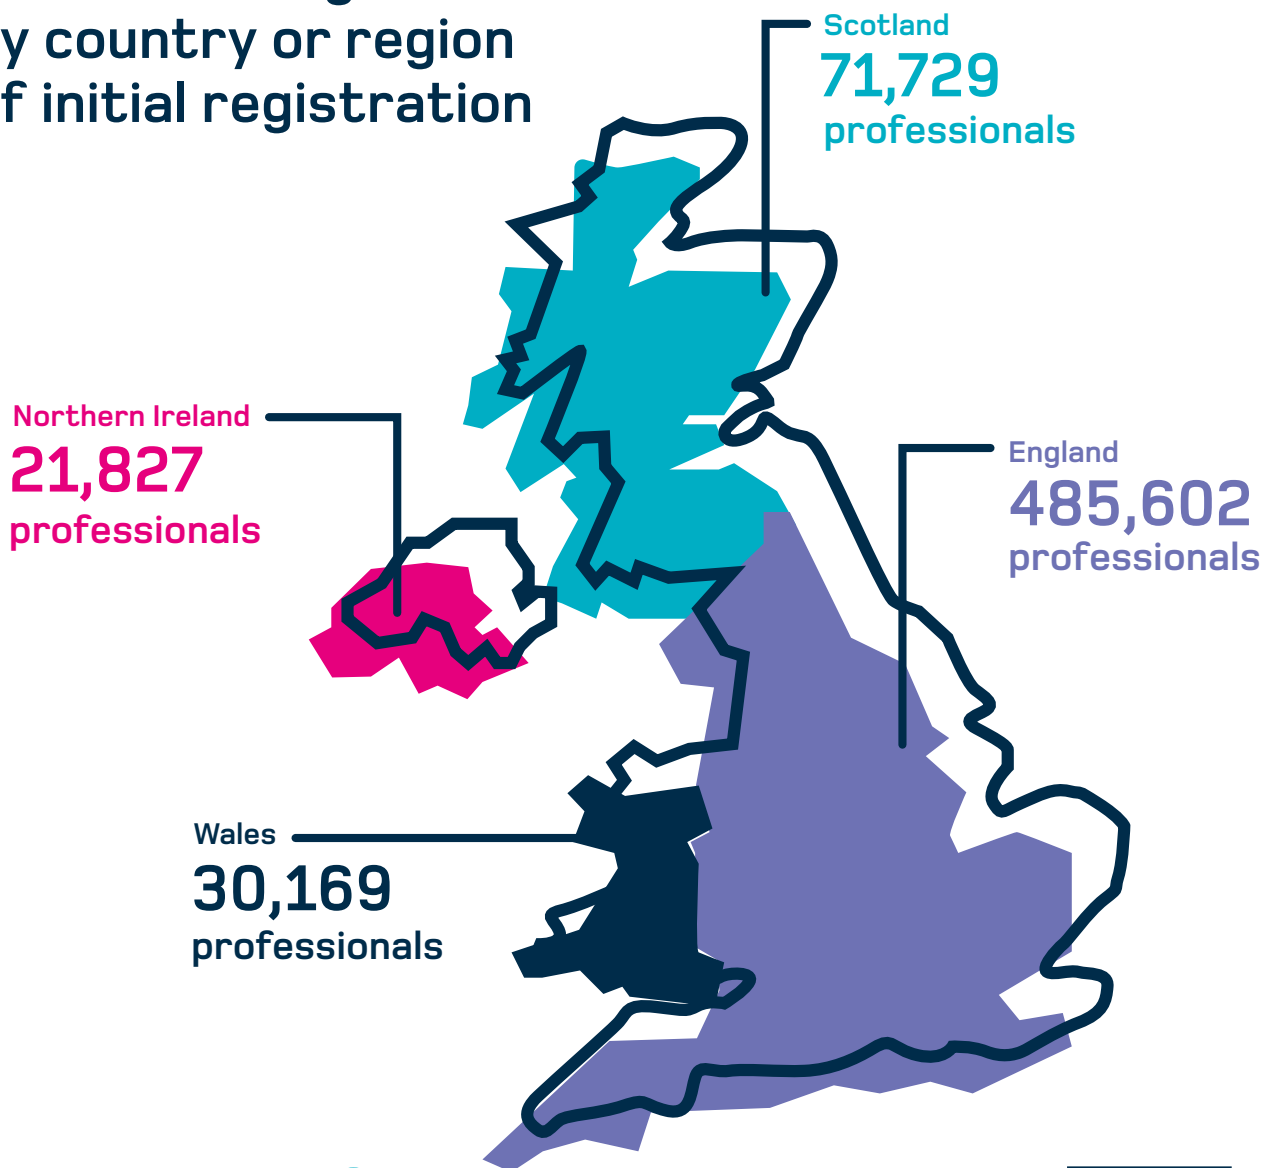 y country or region
f initial registration
Scotland
71,729
professionals
Northern Ireland
21,827
professionals
England
485,602
professionals
Wales
30,169
professionals